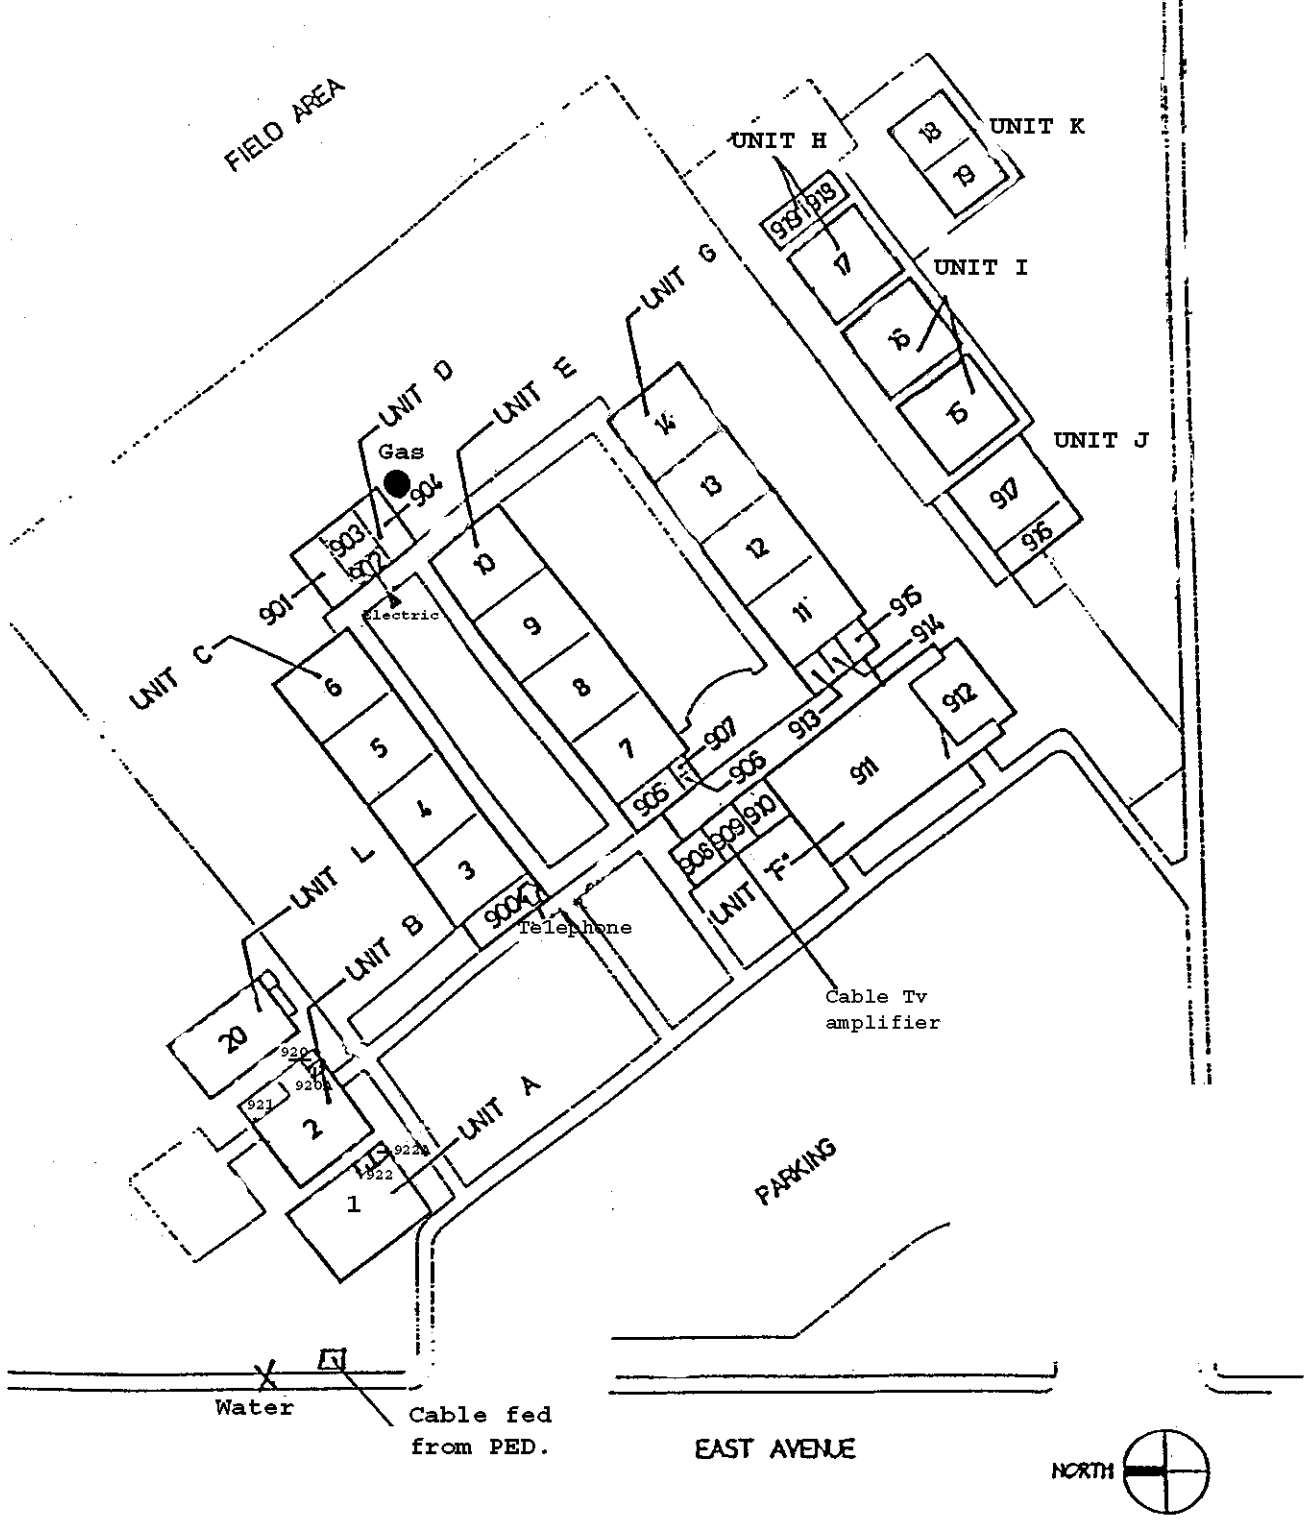 FIELD AREA
UNIT H
UNIT K
18
19
919
918
17
UNIT I
UNIT G
16
15
UNIT D
UNIT E
UNIT J
Gas
904
14
917
916
903
902
901
13
10
12
Electric
9
11
915
914
UNIT C
6
8
912
5
7
907
913
906
911
4
905
910
909
908
3
UNIT "F"
UNIT L
900
UNIT B
Telephone
Cable Tv
amplifier
20
920
920A
921
2
UNIT A
922A
922
1
PARKING
Water
Cable fed
from PED.
EAST AVENUE
NORTH